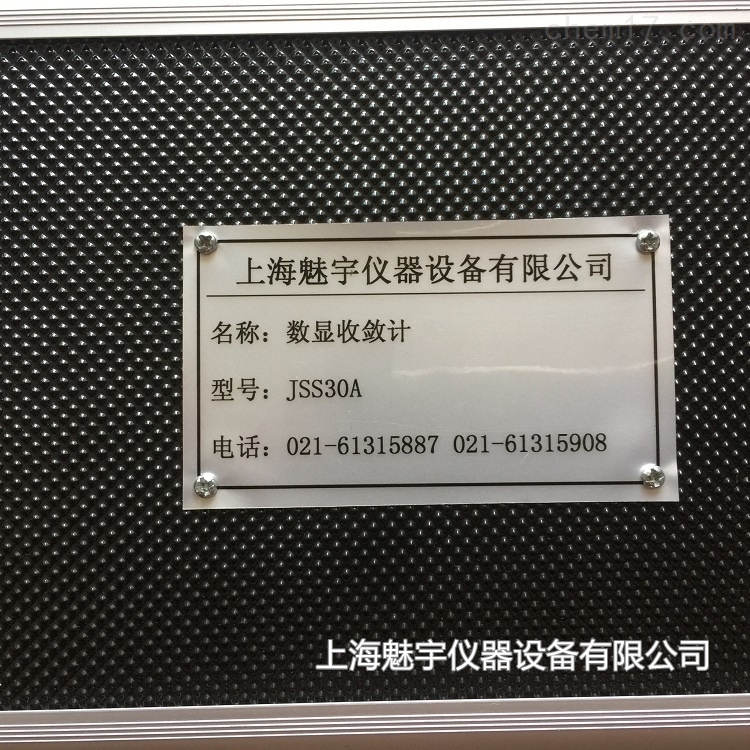 chem17.com
上海魅宇仪器设备有限公司
名称：数显收敛计
型号：JSS30A
电话：021-61315887 021-61315908
上海魅宇仪器设备有限公司